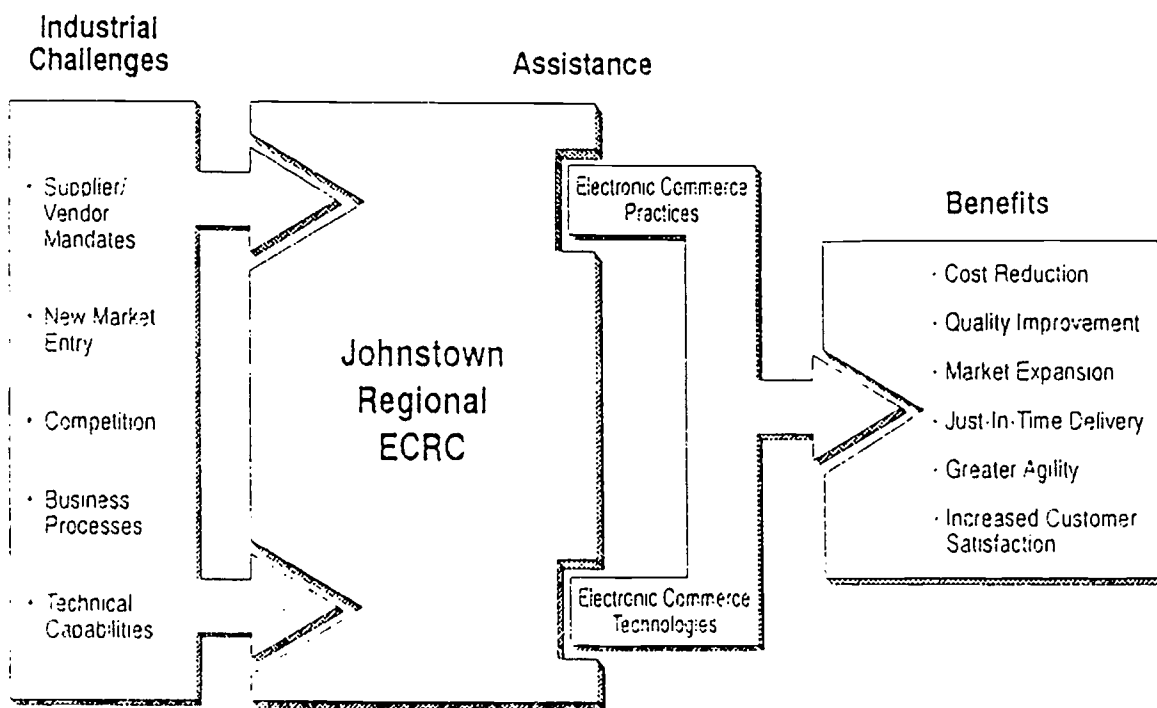 Industrial
Challenges
Assistance
• Supplier/
Vendor
Mandates
• New Market
Entry
• Competition
• Business
Processes
• Technical
Capabilities
Johnstown
Regional
ECRC
Electronic Commerce
Practices
Electronic Commerce
Technologies
Benefits
· Cost Reduction
· Quality Improvement
· Market Expansion
· Just-In-Time Delivery
· Greater Agility
· Increased Customer
Satisfaction